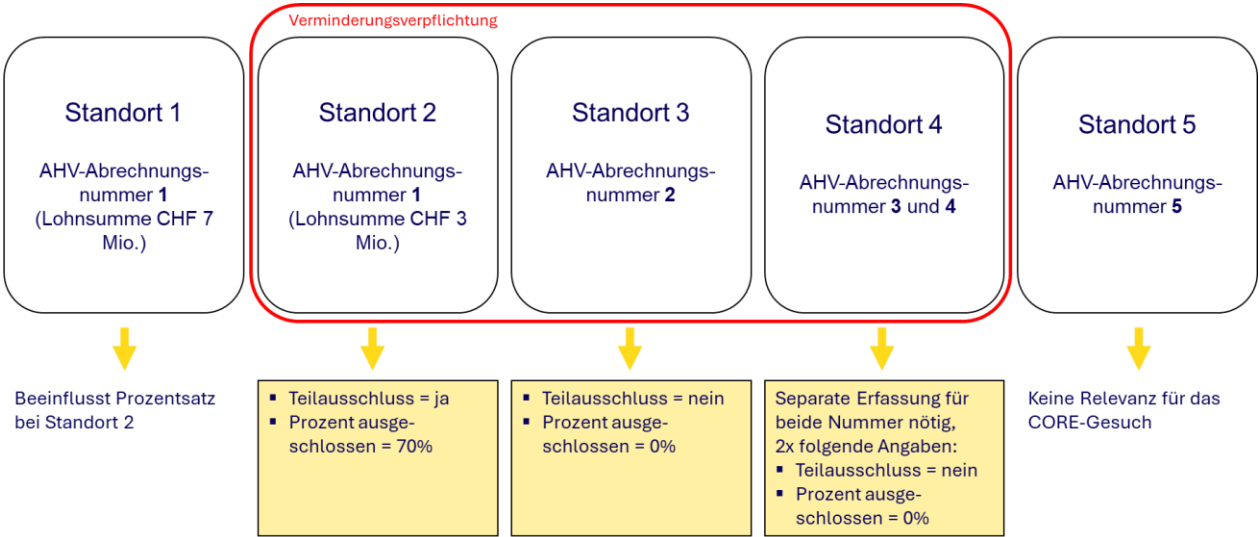 Verminderungsverpflichtung
Standort 1
AHV-Abrechnungs-
nummer 1
(Lohnsumme CHF 7
Mio.)
Standort 2
AHV-Abrechnungs-
nummer 1
(Lohnsumme CHF 3
Mio.)
Standort 3
AHV-Abrechnungs-
nummer 2
Standort 4
AHV-Abrechnungs-
nummer 3 und 4
Standort 5
AHV-Abrechnungs-
nummer 5
Beeinflusst Prozentsatz
bei Standort 2
▪ Teilausschluss = ja
▪ Prozent ausge-
schlossen = 70%
▪ Teilausschluss = nein
▪ Prozent ausge-
schlossen = 0%
Separate Erfassung für
beide Nummer nötig,
2x folgende Angaben:
▪ Teilausschluss = nein
▪ Prozent ausge-
schlossen = 0%
Keine Relevanz für das
CORE-Gesuch